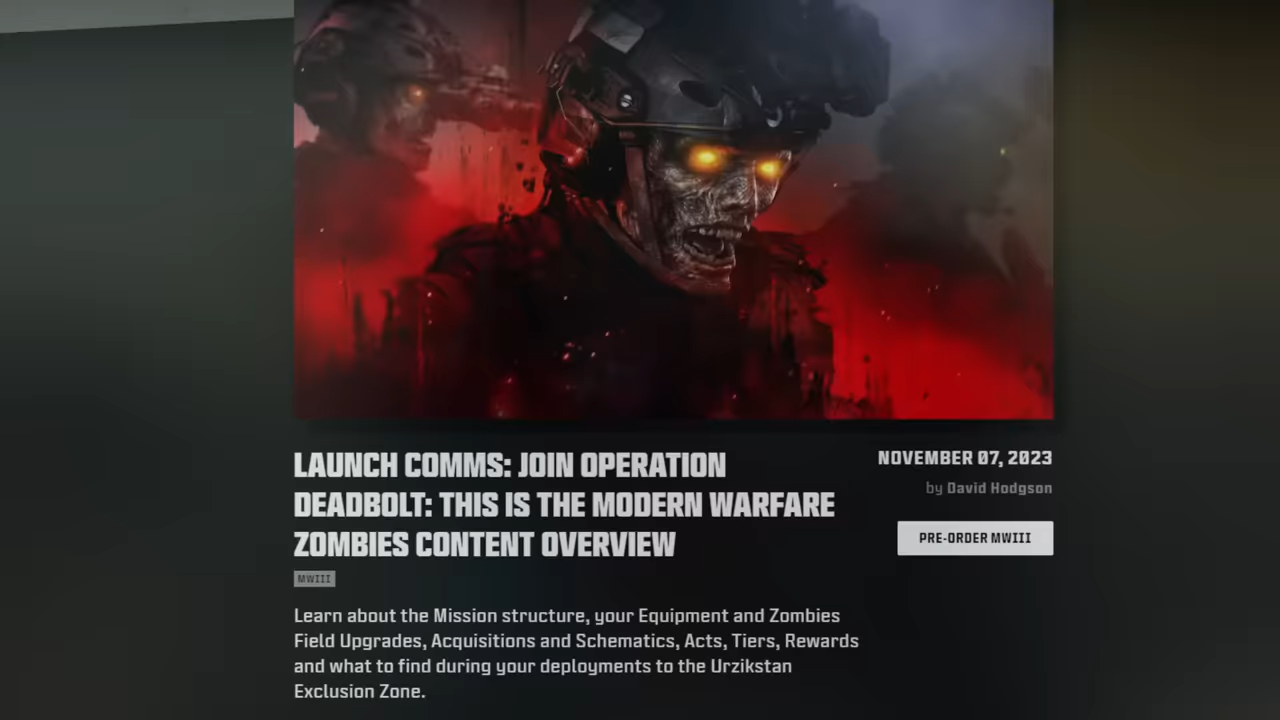 LAUNCH COMMS: JOIN OPERATION
DEADBOLT: THIS IS THE MODERN WARFARE
ZOMBIES CONTENT OVERVIEW
NOVEMBER 07, 2023
by David Hodgson
PRE-ORDER MWIII
MWIII
Learn about the Mission structure, your Equipment and Zombies
Field Upgrades, Acquisitions and Schematics, Acts, Tiers, Rewards
and what to find during your deployments to the Urzikstan
Exclusion Zone.